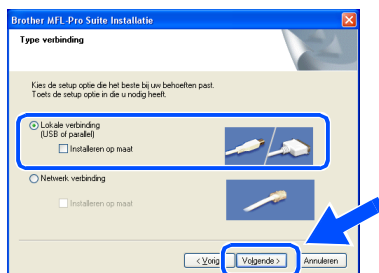 Brother MFL-Pro Suite Installatie
Type verbinding
Kies de setup optie die het beste bij uw behoeften past.
Toets de setup optie in die u nodig heeft.
Lokale verbinding
(USB of parallel)
Installeren op maat
Netwerk verbinding
Installeren op maat
< Vorig Volgende > Annuleren